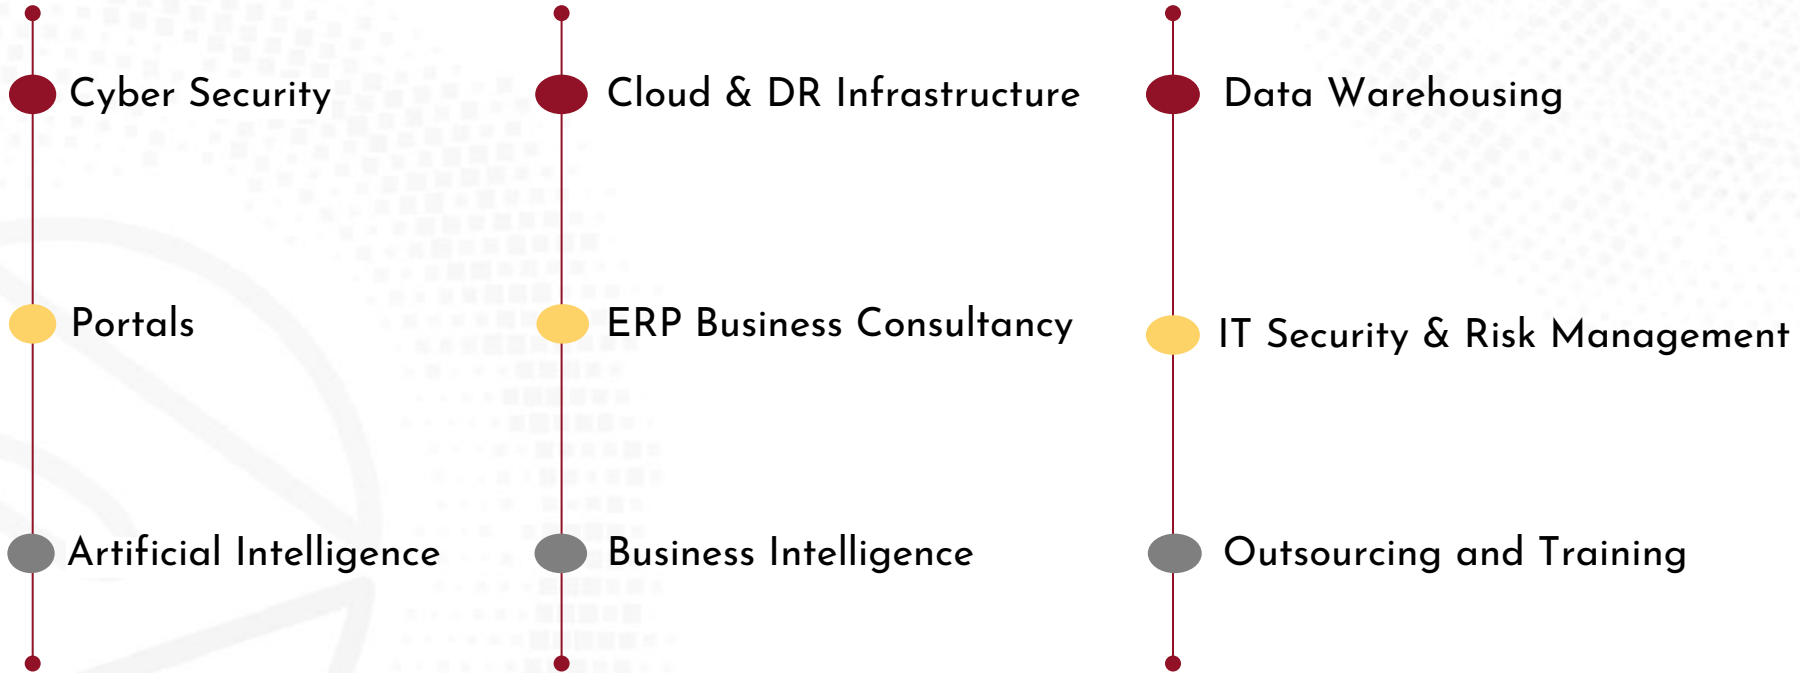 Cyber Security
Cloud & DR Infrastructure
Data Warehousing
Portals
ERP Business Consultancy
IT Security & Risk Management
Artificial Intelligence
Business Intelligence
Outsourcing and Training